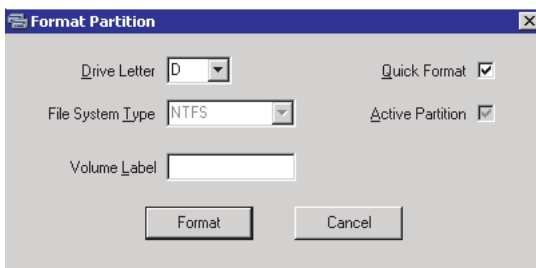 Format Partition
Drive Letter D Quick Format
File System Type NTFS Active Partition
Volume Label
Format Cancel